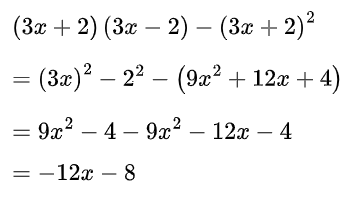 (3x + 2) (3x − 2) − (3x + 2)²
= (3x)² − 2² − (9x² + 12x + 4)
= 9x² − 4 − 9x² − 12x − 4
= −12x − 8